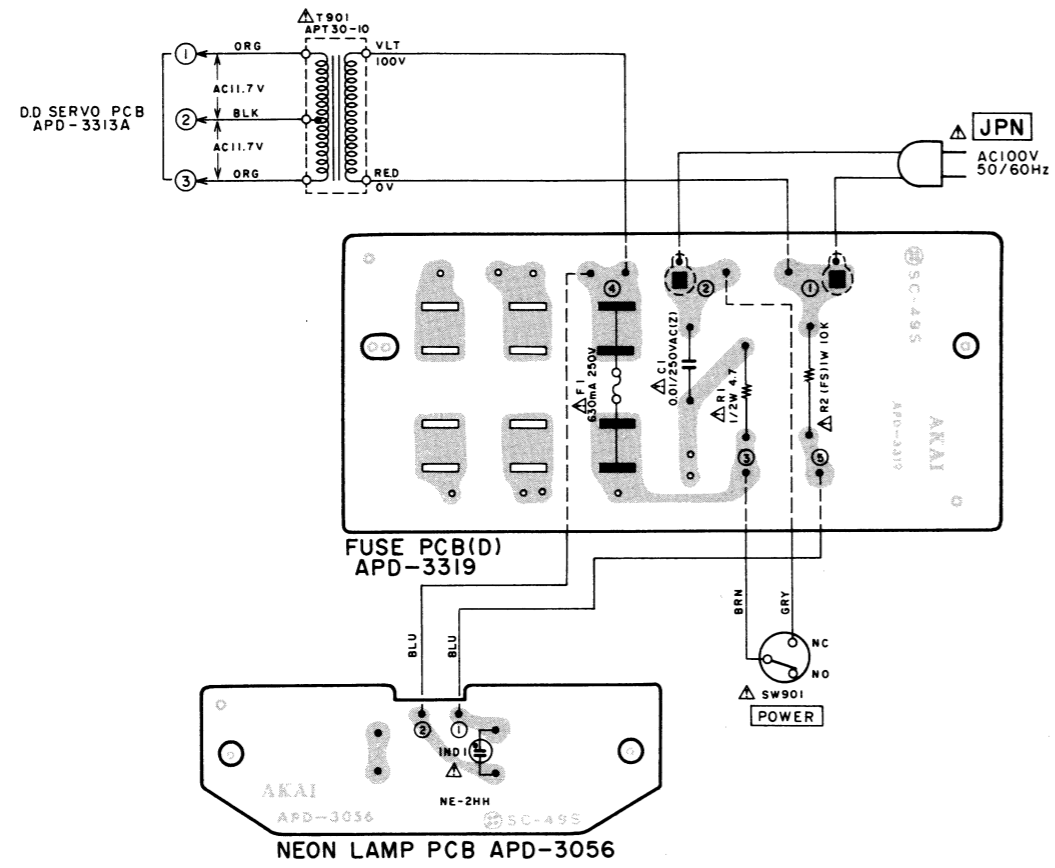 ⚠ T901
APT30-10
1 ORG
VLT
100V
AC11.7V
D.D SERVO PCB
APD-3313A
2 BLK
AC11.7V
3 ORG
RED
0V
⚠ JPN
AC100V
50/60Hz
4 2 1
SC-49S
⚠ F1
630mA 250V
⚠ C1
0.01/250VAC(Z)
⚠ R1
1/2W 4.7
⚠ R2 (FS)1W 10K
AKAI
APD-3319
3 5
FUSE PCB(D)
APD-3319
BLU
BLU
BRN
GRY
NC
NO
⚠ SW901
POWER
2 1
IND1
⚠
NE-2HH
AKAI
APD-3056
SC-49S
NEON LAMP PCB APD-3056